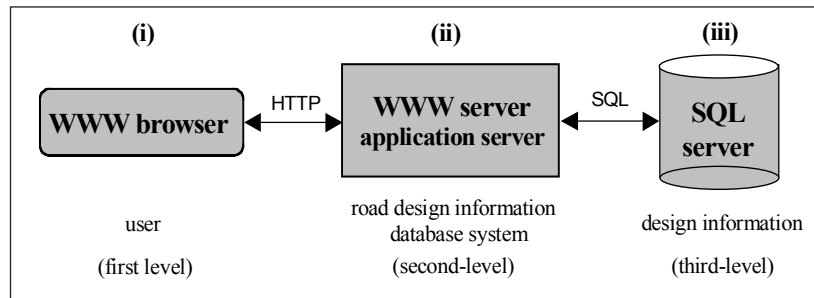 (i)
(ii)
(iii)
WWW browser
HTTP
WWW server
application server
SQL
SQL
server
user
road design information
database system
design information
(first level)
(second-level)
(third-level)